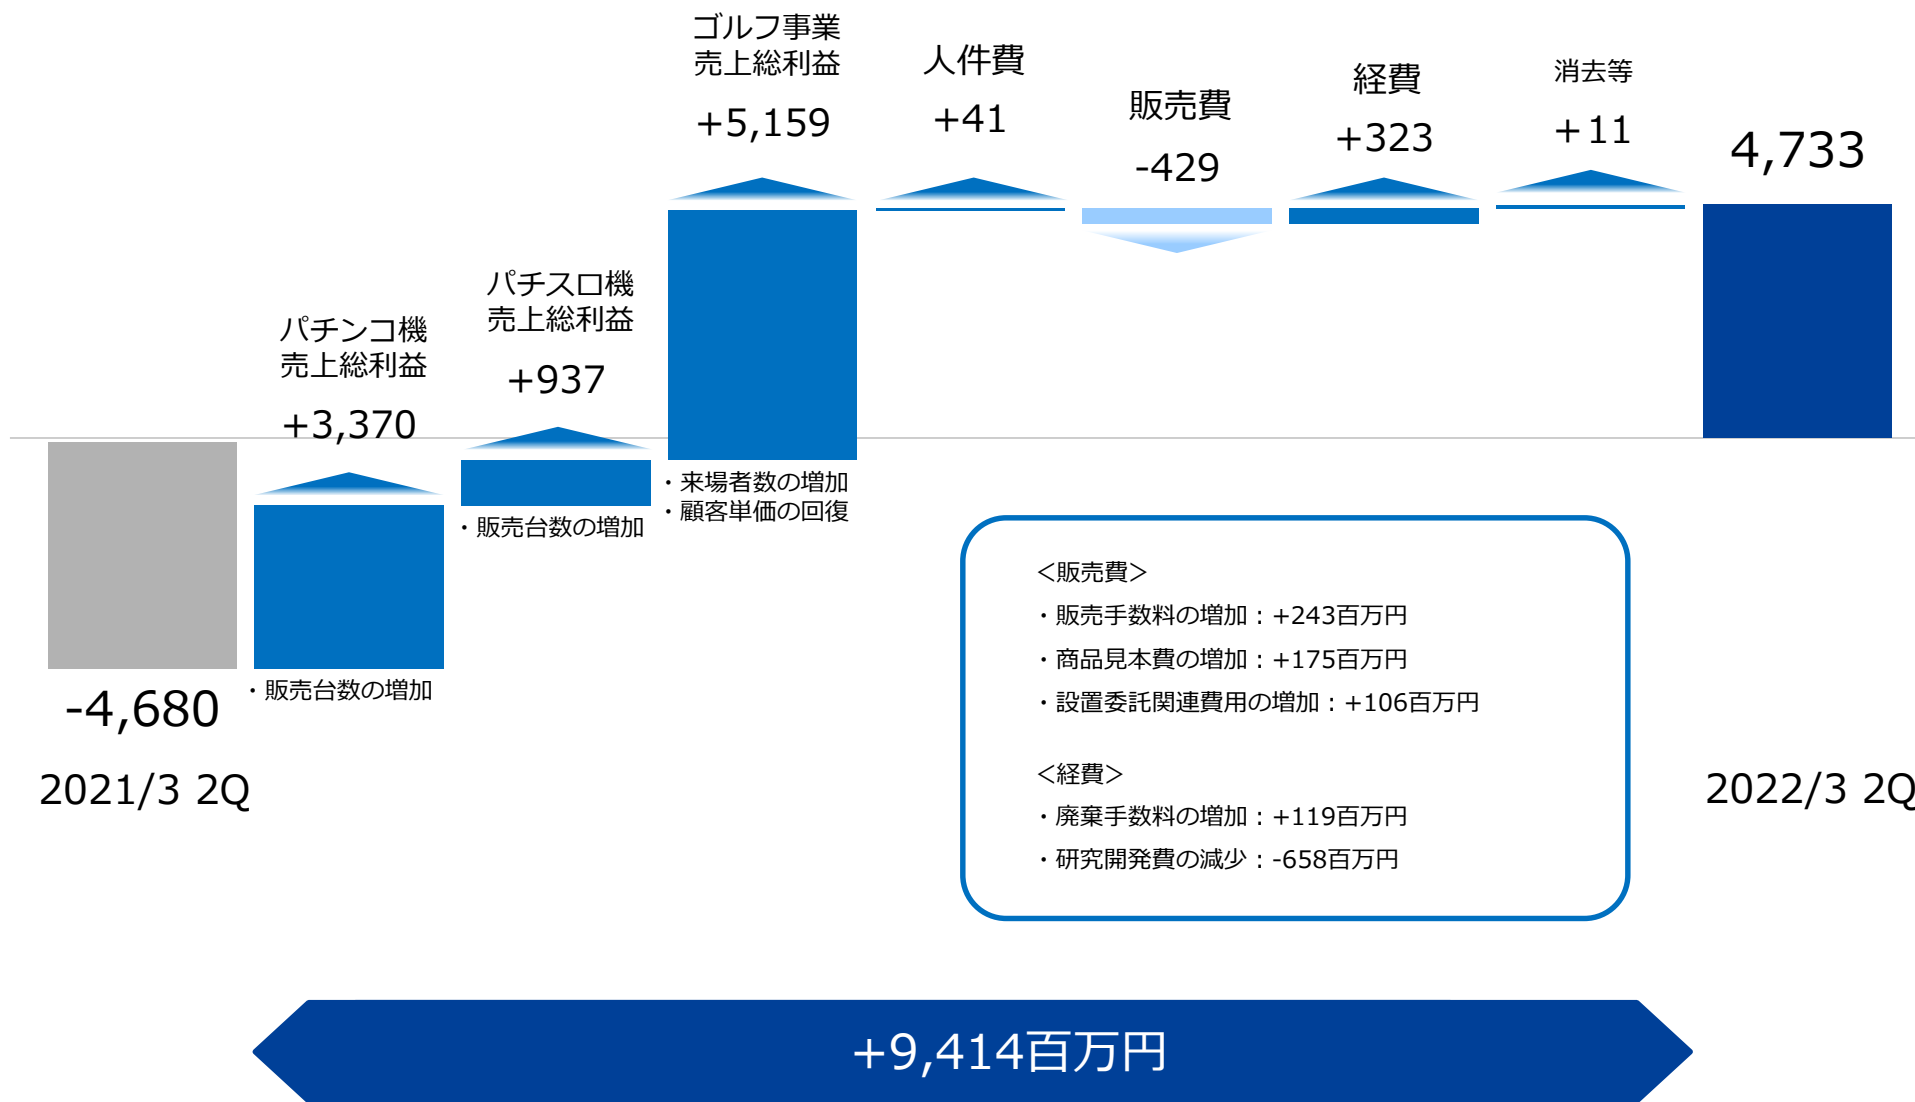 ゴルフ事業
売上総利益
+5,159
人件費
+41
販売費
-429
経費
+323
消去等
+11
4,733
パチンコ機
売上総利益
+3,370
パチスロ機
売上総利益
+937
・来場者数の増加
・顧客単価の回復
・販売台数の増加
・販売台数の増加
-4,680
2021/3 2Q
<販売費>
・販売手数料の増加：+243百万円
・商品見本費の増加：+175百万円
・設置委託関連費用の増加：+106百万円
<経費>
・廃棄手数料の増加：+119百万円
・研究開発費の減少：-658百万円
2022/3 2Q
+9,414百万円